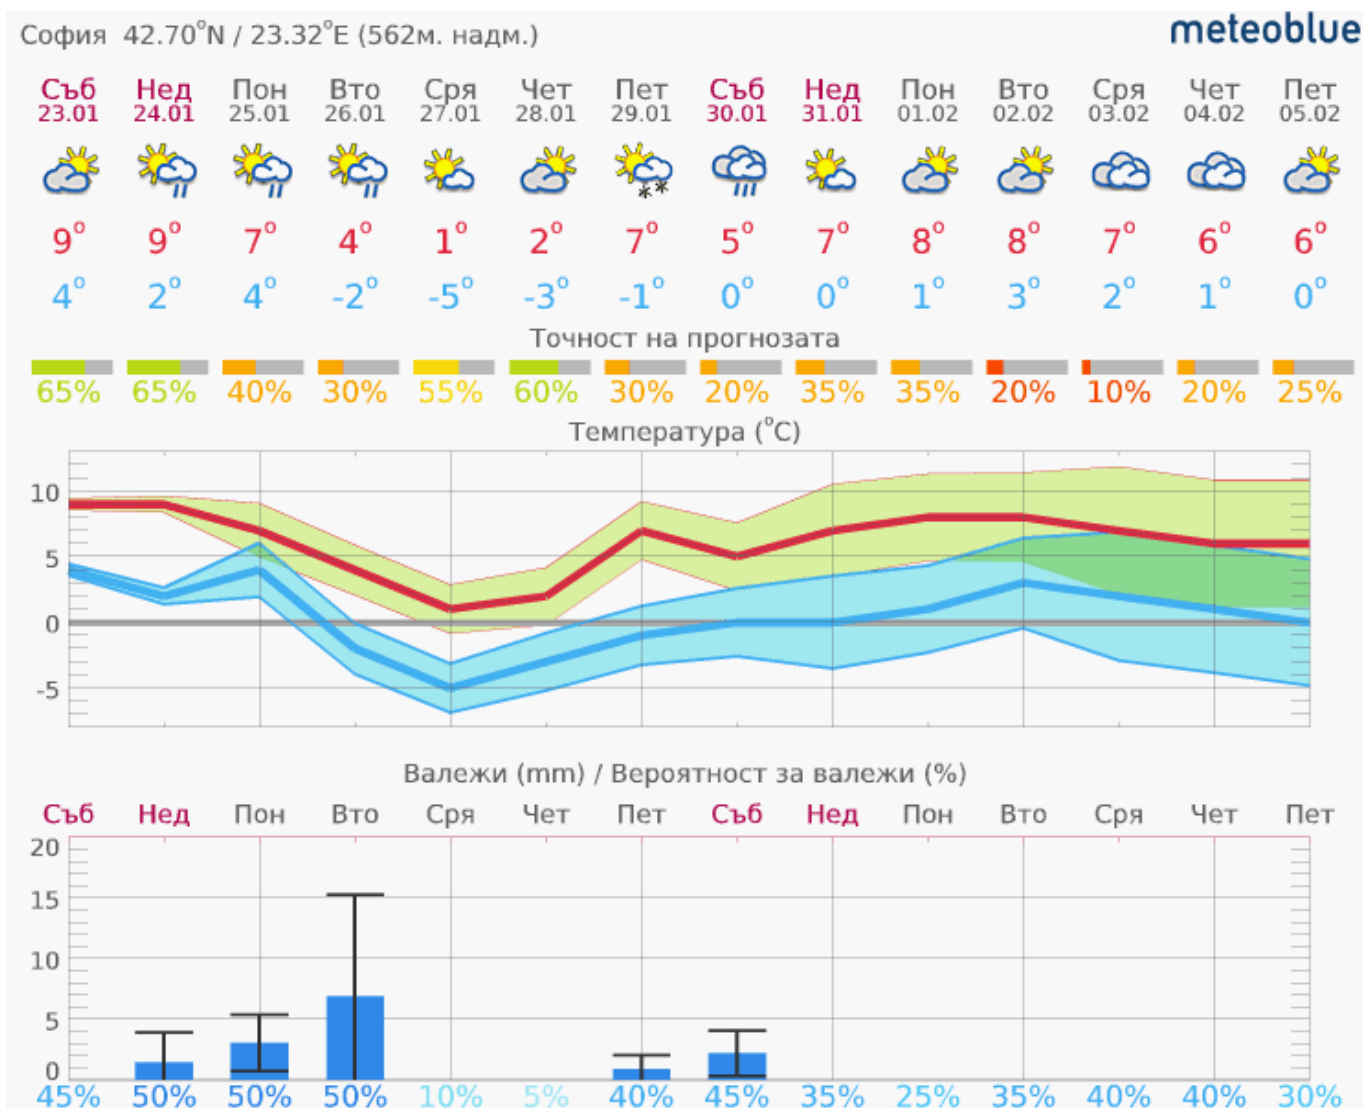 София 42.70°N / 23.32°E (562м. надм.)
meteoblue
Съб Нед Пон Вто Сря Чет Пет Съб Нед Пон Вто Сря Чет Пет
23.01 24.01 25.01 26.01 27.01 28.01 29.01 30.01 31.01 01.02 02.02 03.02 04.02 05.02
9° 9° 7° 4° 1° 2° 7° 5° 7° 8° 8° 7° 6° 6°
4° 2° 4° -2° -5° -3° -1° 0° 0° 1° 3° 2° 1° 0°
Точност на прогнозата
65% 65% 40% 30% 55% 60% 30% 20% 35% 35% 20% 10% 20% 25%
Температура (°C)
10
5
0
-5
Валежи (mm) / Вероятност за валежи (%)
Съб Нед Пон Вто Сря Чет Пет Съб Нед Пон Вто Сря Чет Пет
20
15
10
5
0
45% 50% 50% 50% 10% 5% 40% 45% 35% 25% 35% 40% 40% 30%